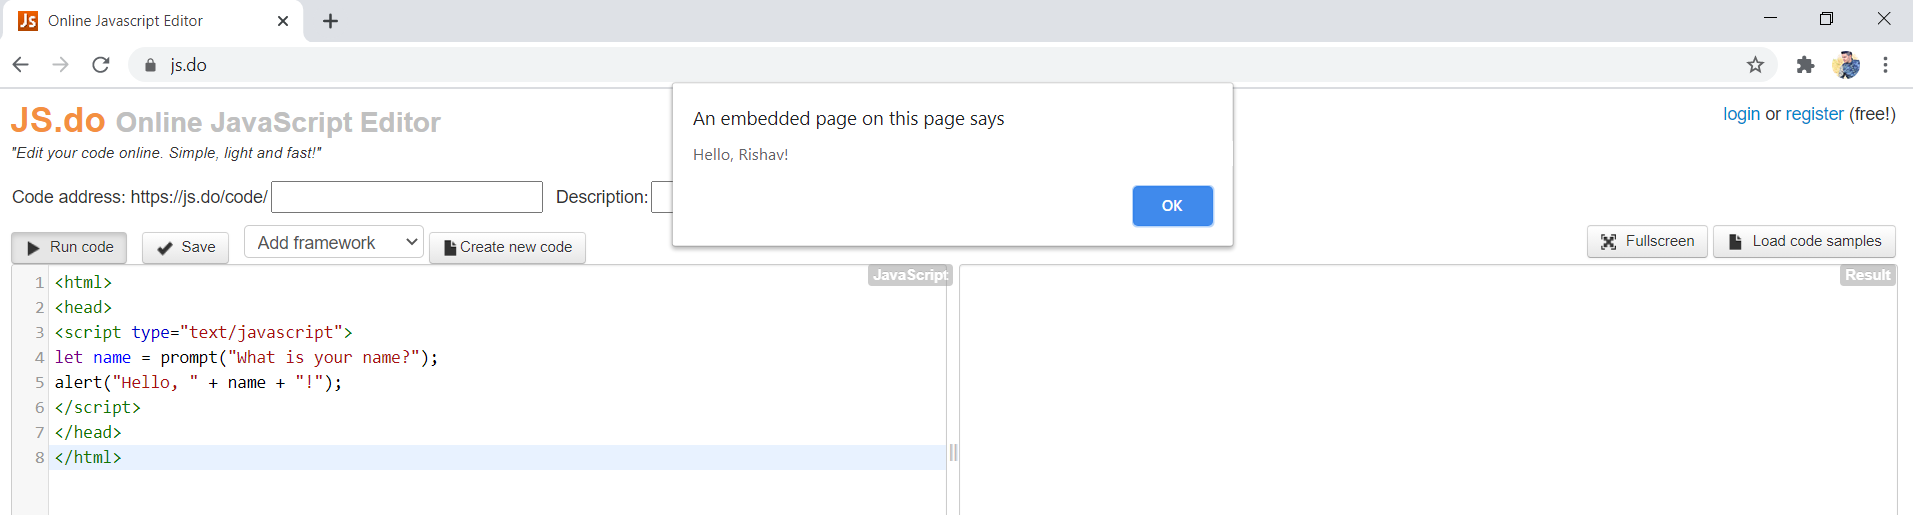 JS Online Javascript Editor
js.do
An embedded page on this page says
Hello, Rishav!
OK
JS.do Online JavaScript Editor
login or register (free!)
"Edit your code online. Simple, light and fast!"
Code address: https://js.do/code/ Description:
Run code Save Add framework Create new code Fullscreen Load code samples
JavaScript
Result
1 <html>
2 <head>
3 <script type="text/javascript">
4 let name = prompt("What is your name?");
5 alert("Hello, " + name + "!");
6 </script>
7 </head>
8 </html>